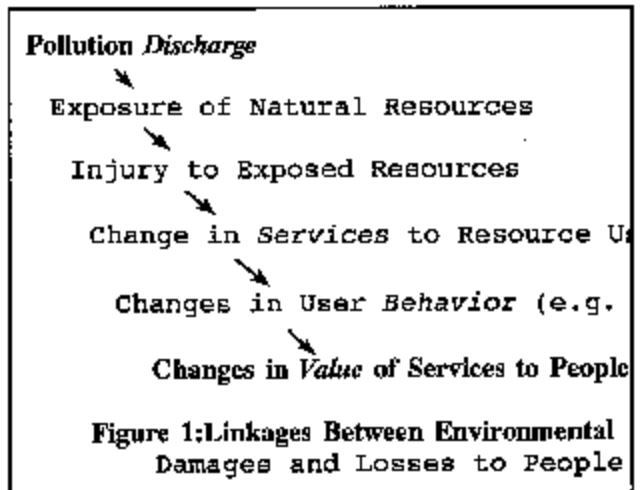 Pollution Discharge
Exposure of Natural Resources
Injury to Exposed Resources
Change in Services to Resource
Changes in User Behavior (e.g.
Changes in Value of Services to People
Figure 1:Linkages Between Environmental
Damages and Losses to People